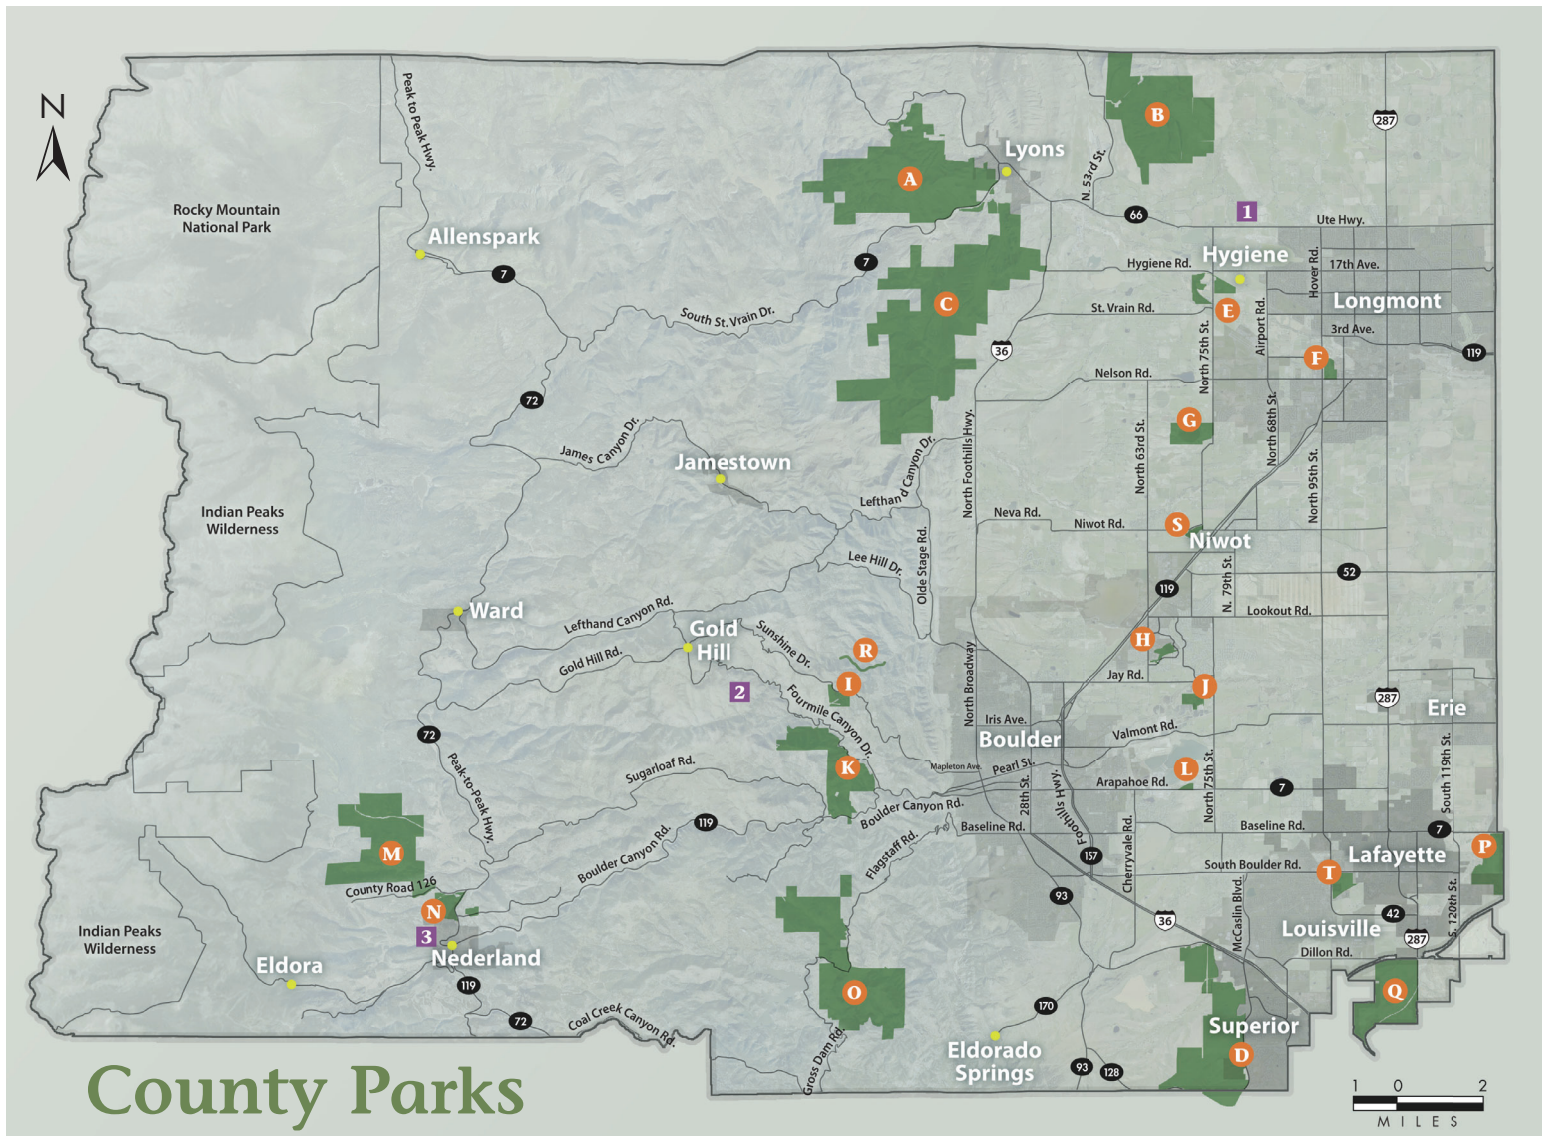 N
Peak to Peak Hwy.
B
287
Lyons
N. 53rd St.
A
Rocky Mountain
National Park
66
1
Ute Hwy.
Allenspark
7
7
Hygiene
Hygiene Rd.
Hover Rd.
17th Ave.
C
Longmont
South St. Vrain Dr.
St. Vrain Rd.
E
Airport Rd.
3rd Ave.
36
North 75th St.
F
119
Nelson Rd.
72
G
North Foothills Hwy.
North 63rd St.
North 68th St.
James Canyon Dr.
Jamestown
Lefthand Canyon Dr.
North 95th St.
Indian Peaks
Wilderness
Neva Rd.
Niwot Rd.
S
Niwot
Lee Hill Dr.
Olde Stage Rd.
119
N. 79th St.
52
Ward
Lefthand Canyon Rd.
Lookout Rd.
Gold
Hill
Sunshine Dr.
R
H
Gold Hill Rd.
I
Jay Rd.
J
2
North Broadway
287
Erie
Fourmile Canyon Dr.
Iris Ave.
Boulder
Valmont Rd.
72
Peak-to-Peak Hwy.
Sugarloaf Rd.
K
Mapleton Ave.
Pearl St.
L
Arapahoe Rd.
North 75th St.
7
South 119th St.
28th St.
Foothills Hwy.
Boulder Canyon Rd.
119
Baseline Rd.
Baseline Rd.
7
M
Boulder Canyon Rd.
Flagstaff Rd.
157
Cherryvale Rd.
South Boulder Rd.
Lafayette
P
T
County Road 126
93
McCaslin Blvd.
S. 120th St.
N
36
42
3
Louisville
287
Indian Peaks
Wilderness
Nederland
Dillon Rd.
Eldora
119
O
Q
170
72
Coal Creek Canyon Rd.
Superior
Gross Dam Rd.
Eldorado
Springs
D
93
128
County Parks
1
0
2
MILES